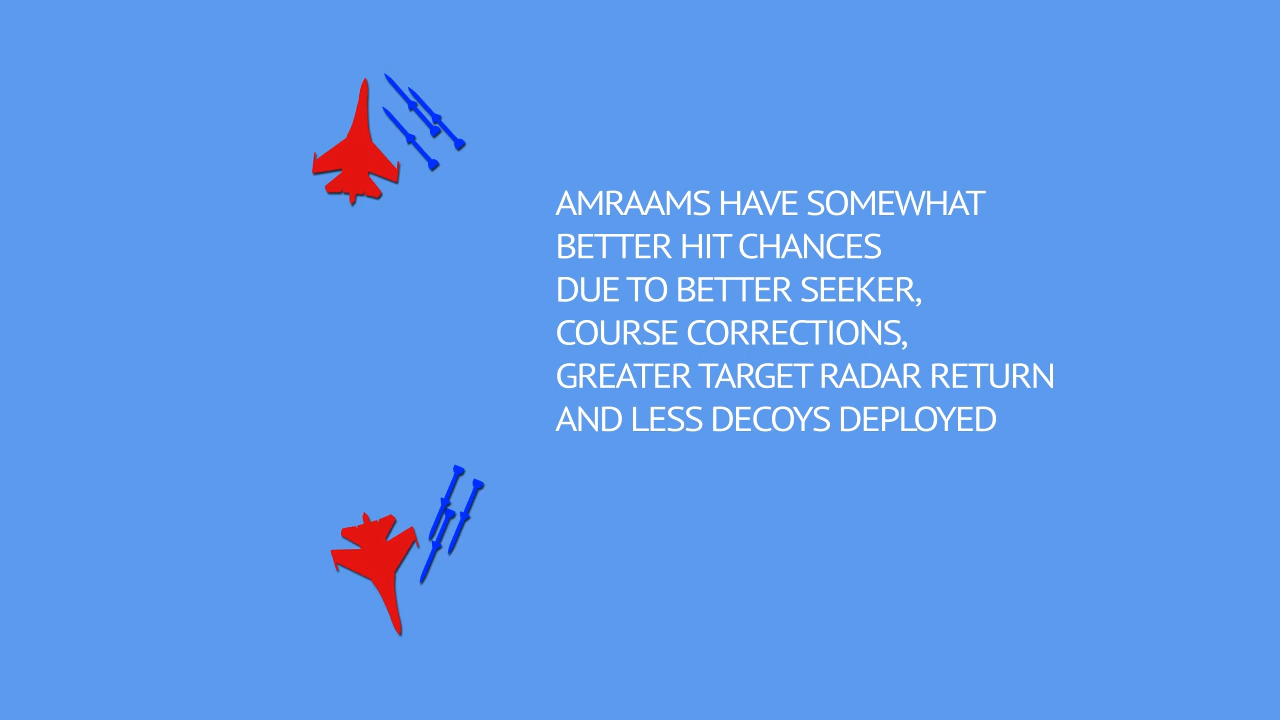 AMRAAMS HAVE SOMEWHAT
BETTER HIT CHANCES
DUE TO BETTER SEEKER,
COURSE CORRECTIONS,
GREATER TARGET RADAR RETURN
AND LESS DECOYS DEPLOYED